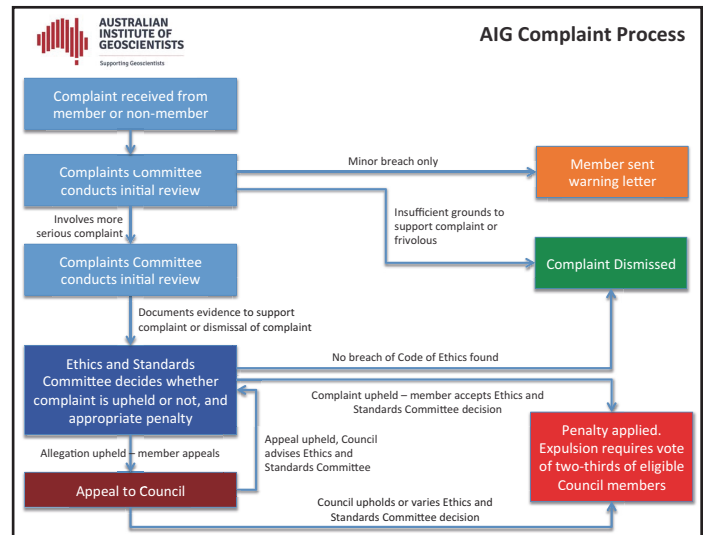 AUSTRALIAN
INSTITUTE OF
GEOSCIENTISTS
Supporting Geoscientists
AIG Complaint Process
Complaint received from
member or non-member
Complaints Committee
conducts initial review
Minor breach only
Member sent
warning letter
Involves more
serious complaint
Insufficient grounds to
support complaint or
frivolous
Complaints Committee
conducts initial review
Complaint Dismissed
Documents evidence to support
complaint or dismissal of complaint
Ethics and Standards
Committee decides whether
complaint is upheld or not, and
appropriate penalty
No breach of Code of Ethics found
Complaint upheld – member accepts Ethics and
Standards Committee decision
Allegation upheld – member appeals
Appeal upheld, Council
advises Ethics and
Standards Committee
Penalty applied.
Expulsion requires vote
of two-thirds of eligible
Council members
Appeal to Council
Council upholds or varies Ethics and
Standards Committee decision